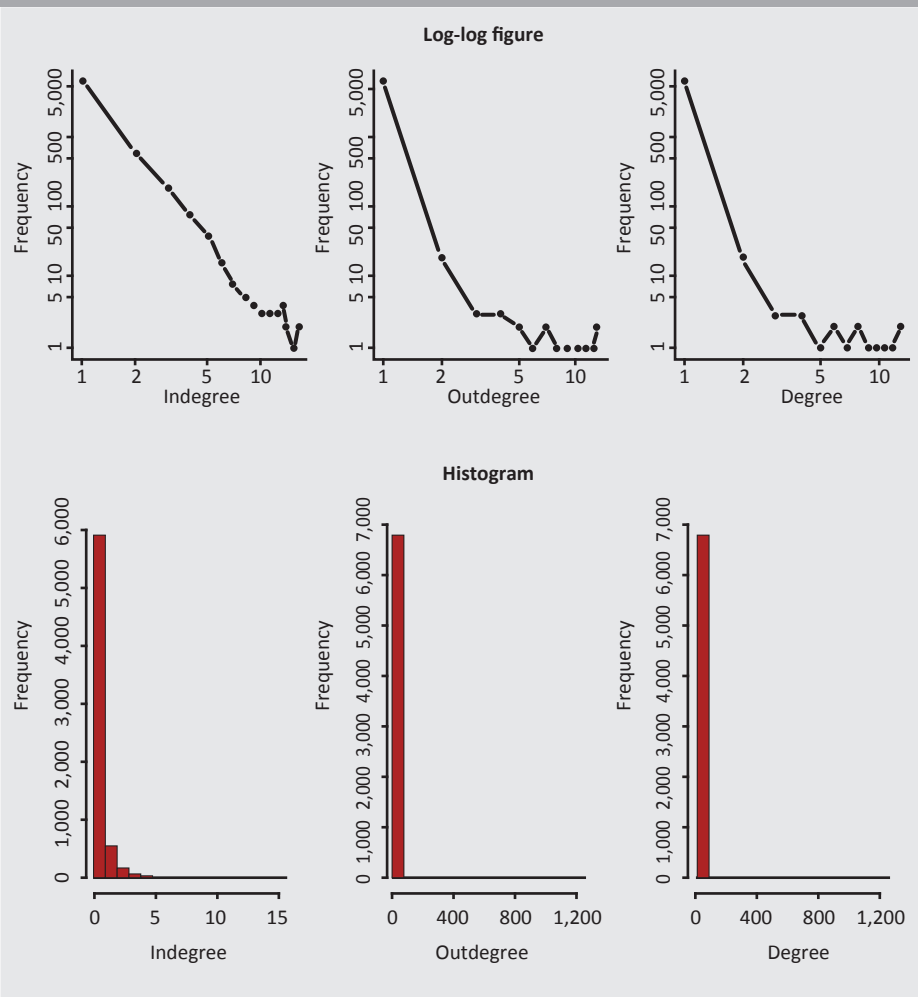 Log-log figure
Frequency
5,000
500
100
50
10
5
1
1 2 5 10
Indegree
Frequency
5,000
500
100
50
10
5
1
1 2 5 10
Outdegree
Frequency
5,000
500
100
50
10
5
1
1 2 5 10
Degree
Histogram
Frequency
6,000
5,000
4,000
3,000
2,000
1,000
0
0 5 10 15
Indegree
Frequency
7,000
6,000
5,000
4,000
3,000
2,000
1,000
0
0 400 800 1,200
Outdegree
Frequency
7,000
6,000
5,000
4,000
3,000
2,000
1,000
0
0 400 800 1,200
Degree